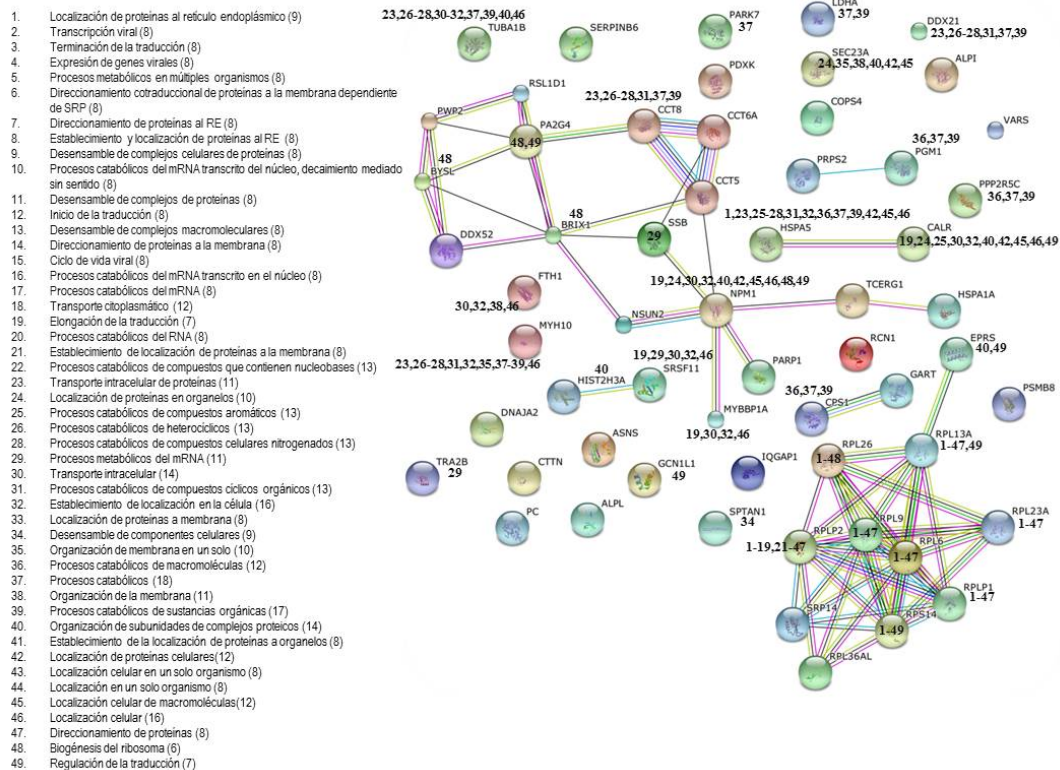 1. Localización de proteínas al retículo endoplásmico (9)
2. Transcripción viral (8)
3. Terminación de la traducción (8)
4. Expresión de genes virales (8)
5. Procesos metabólicos en múltiples organismos (8)
6. Direccionamiento cotraduccional de proteínas a la membrana dependiente
de SRP (8)
7. Direccionamiento de proteínas al RE (8)
8. Establecimiento y localización de proteínas al RE (8)
9. Desensamble de complejos celulares de proteínas (8)
10. Procesos catabólicos del mRNA transcrito del núcleo, decaimiento mediado
sin sentido (8)
11. Desensamble de complejos de proteínas (8)
12. Inicio de la traducción (8)
13. Desensamble de complejos macromoleculares (8)
14. Direccionamiento de proteínas a la membrana (8)
15. Ciclo de vida viral (8)
16. Procesos catabólicos del mRNA transcrito en el núcleo (8)
17. Procesos catabólicos del mRNA (8)
18. Transporte citoplasmático (12)
19. Elongación de la traducción (7)
20. Procesos catabólicos del RNA (8)
21. Establecimiento de localización de proteínas a la membrana (8)
22. Procesos catabólicos de compuestos que contienen nucleobases (13)
23. Transporte intracelular de proteínas (11)
24. Localización de proteínas en organelos (10)
25. Procesos catabólicos de compuestos aromáticos (13)
26. Procesos catabólicos de heterocíclicos (13)
28. Procesos catabólicos de compuestos celulares nitrogenados (13)
29. Procesos metabólicos del mRNA (11)
30. Transporte intracelular (14)
31. Procesos catabólicos de compuestos cíclicos orgánicos (13)
32. Establecimiento de localización en la célula (16)
33. Localización de proteínas a membrana (8)
34. Desensamble de componentes celulares (9)
35. Organización de membrana en un solo (10)
36. Procesos catabólicos de macromoléculas (12)
37. Procesos catabólicos (18)
38. Organización de la membrana (11)
39. Procesos catabólicos de sustancias orgánicas (17)
40. Organización de subunidades de complejos proteicos (14)
41. Establecimiento de la localización de proteínas a organelos (8)
42. Localización de proteínas celulares(12)
43. Localización celular en un solo organismo (8)
44. Localización en un solo organismo (8)
45. Localización celular de macromoléculas(12)
46. Localización celular (16)
47. Direccionamiento de proteínas (8)
48. Biogénesis del ribosoma (6)
49. Regulación de la traducción (7)
23,26-28,30-32,37,39,40,46
TUBA1B
SERPINB6
PARK7
37
LDHA
37,39
DDX21
23,26-28,31,37,39
SEC23A
24,35,38,40,42,45
ALPI
PDXK
COPS4
VARS
RSL1D1
PWP2
PA2G4
48,49
48
BYSL
DDX52
23,26-28,31,37,39
CCT8
CCT6A
CCT5
48
BRIX1
SSB
29
PRPS2
36,37,39
PGM1
PPP2R5C
36,37,39
1,23,25-28,31,32,36,37,39,42,45,46
HSPA5
CALR
19,24,25,30,32,40,42,45,46,49
19,24,30,32,40,42,45,46,48,49
NPM1
TCERG1
HSPA1A
FTH1
30,32,38,46
NSUN2
MYH10
23,26-28,31,32,35,37-39,46
RCN1
EPRS
40,49
19,29,30,32,46
SRSF11
40
HIST2H3A
PARP1
MYBBP1A
19,30,32,46
36,37,39
CPS1
GART
PSMB8
DNAJA2
ASNS
TRA2B
29
CTTN
GCN1L1
49
IQGAP1
PC
ALPL
SPTAN1
34
RPL26
1-48
RPL13A
1-47,49
RPL23A
1-47
RPLP2
1-19,21-47
RPL9
1-47
RPL6
1-47
RPLP1
1-47
SRP14
RPS14
1-49
RPL36AL